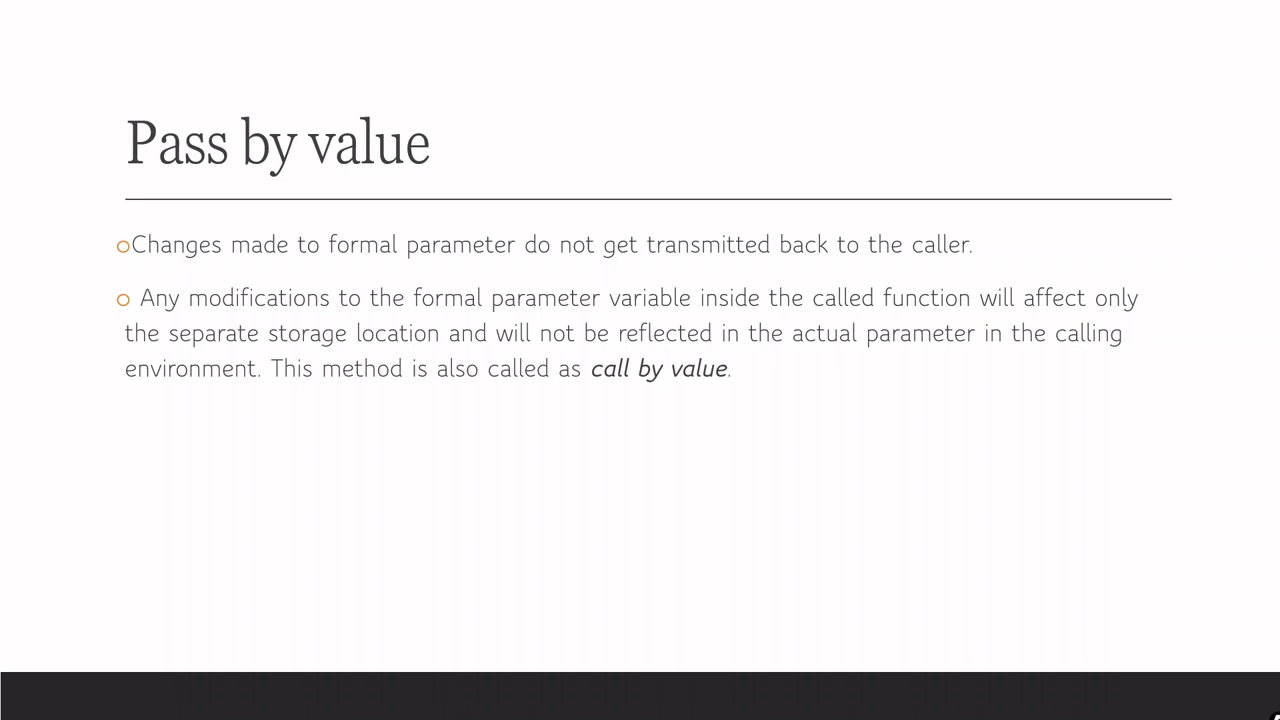 Pass by value
oChanges made to formal parameter do not get transmitted back to the caller.
o Any modifications to the formal parameter variable inside the called function will affect only
the separate storage location and will not be reflected in the actual parameter in the calling
environment. This method is also called as call by value.